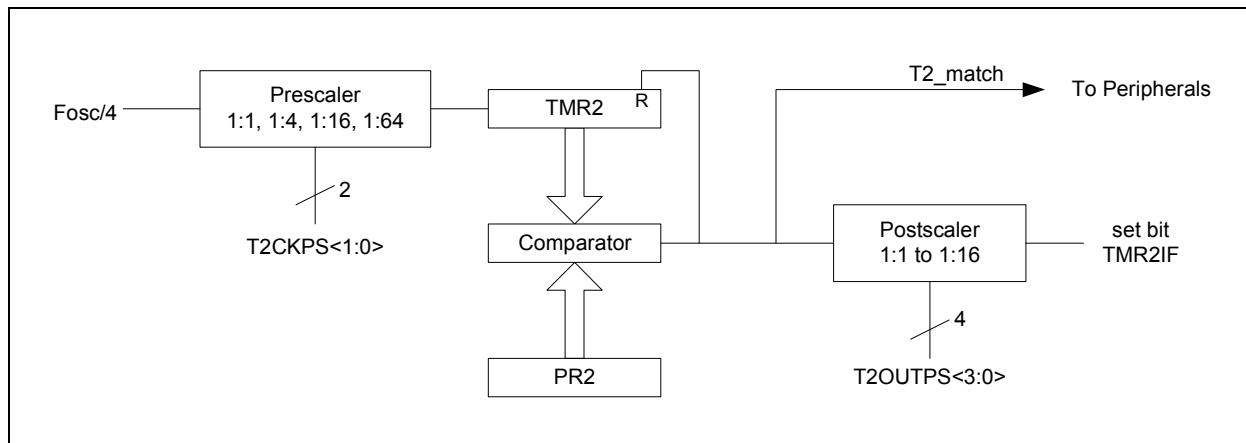 Fosc/4
Prescaler
1:1, 1:4, 1:16, 1:64
2
T2CKPS<1:0>
TMR2
R
Comparator
PR2
T2_match
To Peripherals
Postscaler
1:1 to 1:16
4
T2OUTPS<3:0>
set bit
TMR2IF